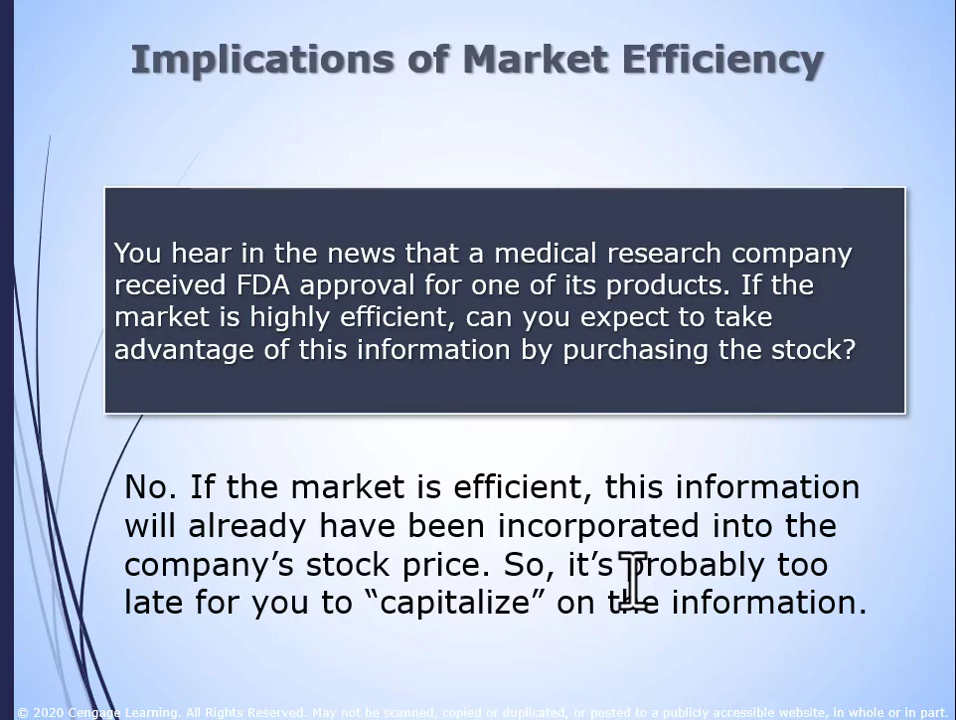 Implications of Market Efficiency
You hear in the news that a medical research company
received FDA approval for one of its products. If the
market is highly efficient, can you expect to take
advantage of this information by purchasing the stock?
No. If the market is efficient, this information
will already have been incorporated into the
company’s stock price. So, it’s probably too
late for you to “capitalize” on the information.
© 2020 Cengage Learning. All Rights Reserved. May not be scanned, copied or duplicated, or posted to a publicly accessible website, in whole or in part.